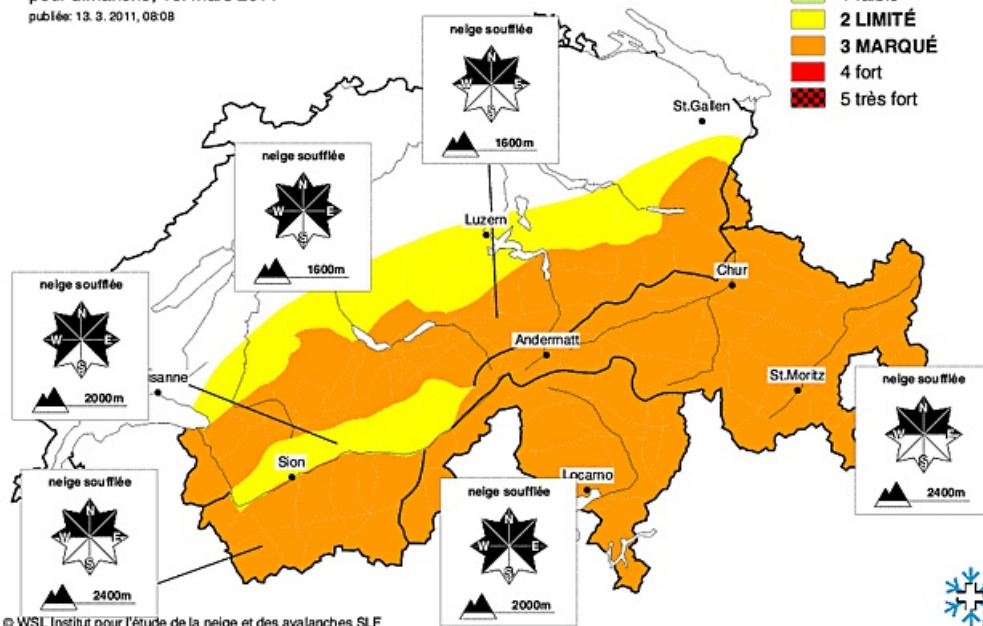 publiée: 13. 3. 2011, 08:08
2 LIMITÉ
3 MARQUÉ
4 fort
5 très fort
neige soufflée
N
W E
S
1600m
St.Gallen
neige soufflée
N
W E
S
1600m
Luzern
neige soufflée
N
W E
S
2000m
Chur
Andermatt
sanne
St.Moritz
neige soufflée
N
W E
S
2400m
Sion
Locarno
neige soufflée
N
W E
S
2400m
neige soufflée
N
W E
S
2000m
© WSL Institut pour l'étude de la neige et des avalanches SLF